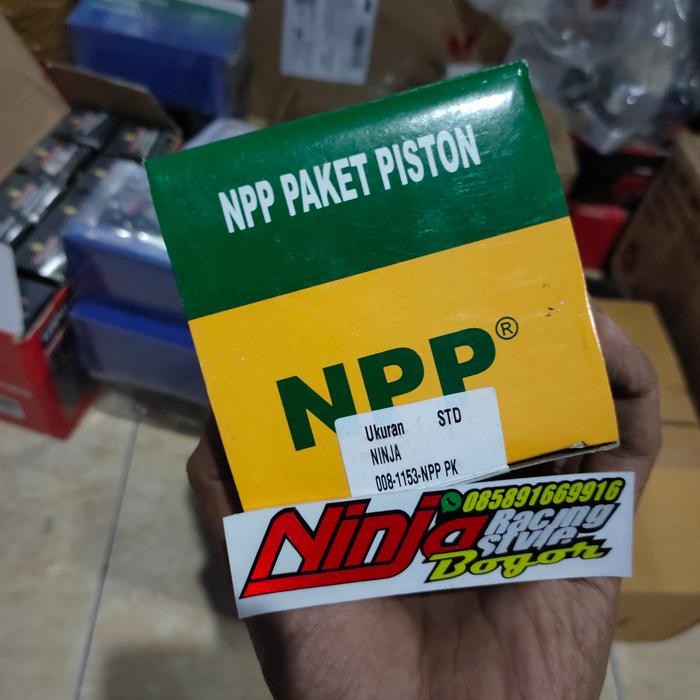 NPP PAKET PISTON
NPP®
Ukuran STD
NINJA
008-1153-NPP PK
085891669916
Ninja Racing
Style
Bogor